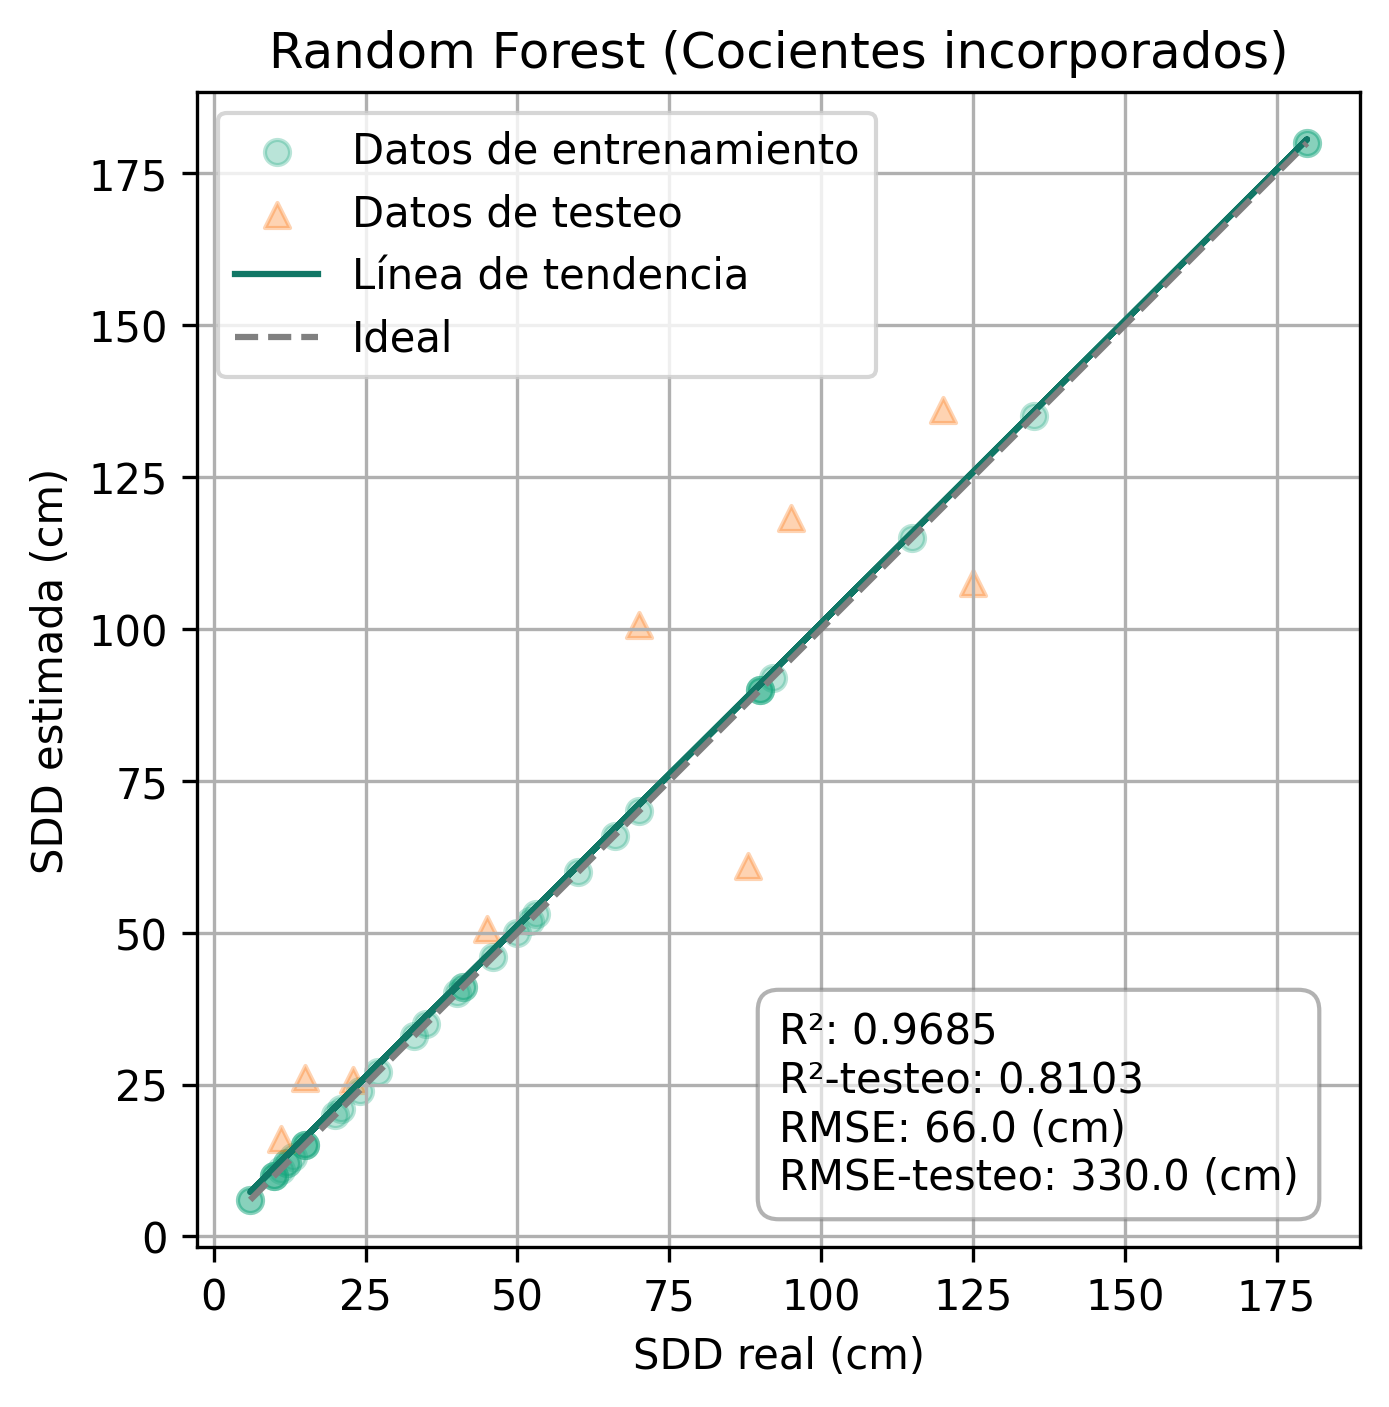 Random Forest (Cocientes incorporados)
Datos de entrenamiento
Datos de testeo
Línea de tendencia
Ideal
175
150
125
100
75
50
25
0
SDD estimada (cm)
R²: 0.9685
R²-testeo: 0.8103
RMSE: 66.0 (cm)
RMSE-testeo: 330.0 (cm)
0 25 50 75 100 125 150 175
SDD real (cm)